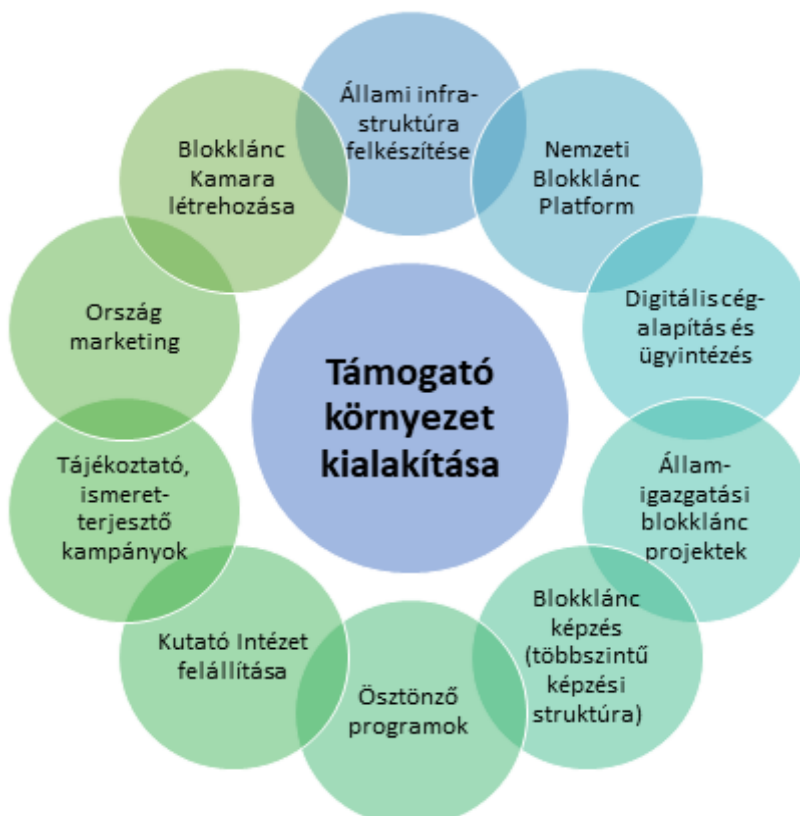 Állami infra-
struktúra
felkészítése
Nemzeti
Blokklánc
Platform
Digitális cég-
alapítás és
ügyintézés
Állam-
igazgatási
blokklánc
projektek
Blokklánc
képzés
(többszintű
képzési
struktúra)
Ösztönző
programok
Kutató Intézet
felállítása
Tájékoztató,
ismeret-
terjesztő
kampányok
Ország
marketing
Blokklánc
Kamara
létrehozása
Támogató
környezet
kialakítása